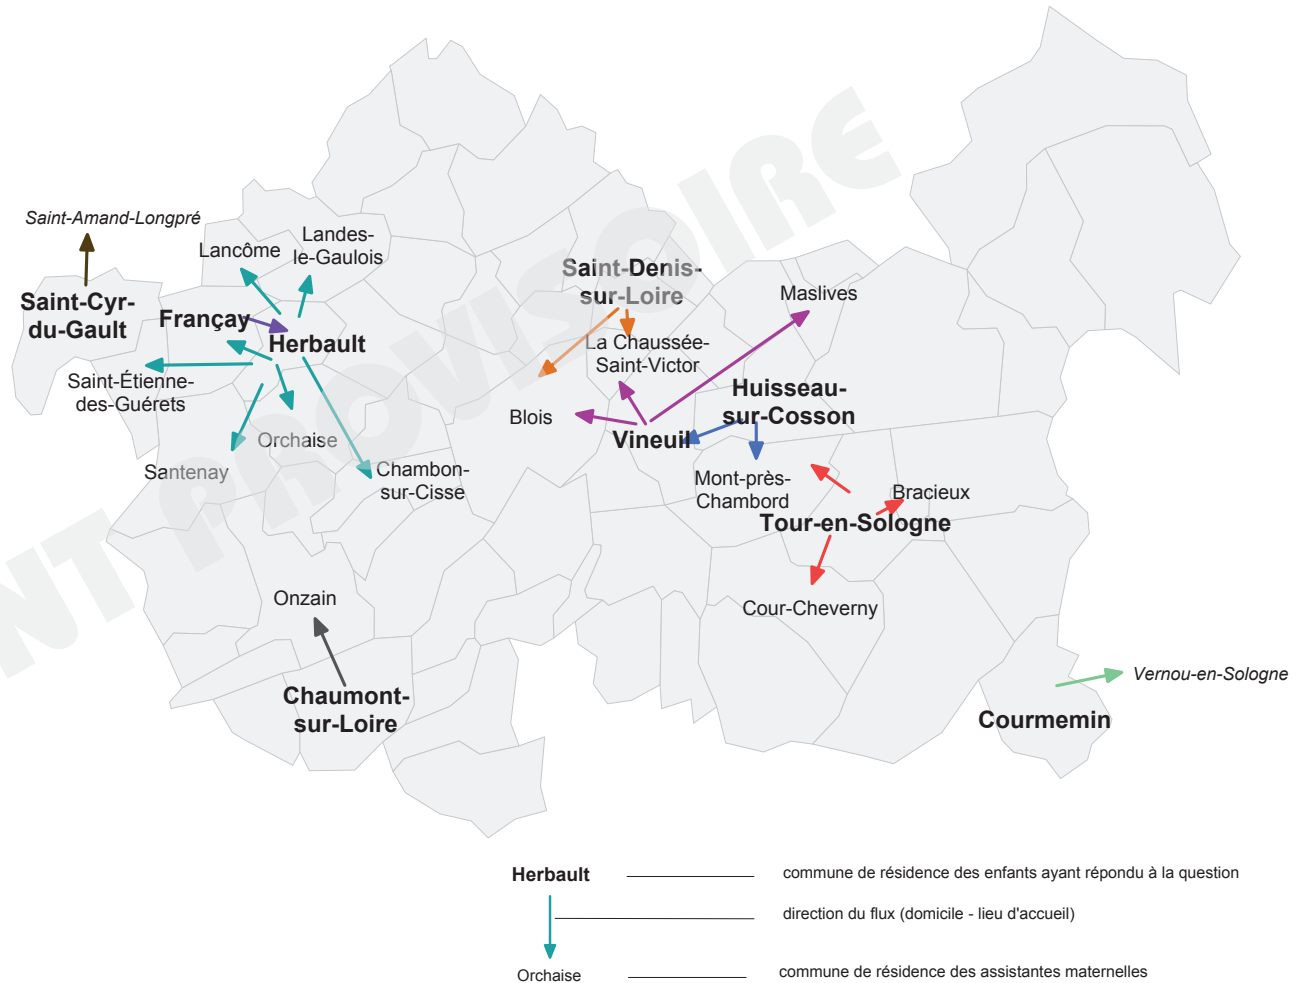 NT PROVISOIRE
Saint-Amand-Longpré
Landes-
le-Gaulois
Lancôme
Saint-Denis-
sur-Loire
Maslives
Saint-Cyr-
du-Gault
Françay
Herbault
La Chaussée-
Saint-Victor
Saint-Étienne-
des-Guérets
Huisseau-
sur-Cosson
Blois
Vineuil
Orchaise
Santenay
Chambon-
sur-Cisse
Mont-près-
Chambord
Bracieux
Tour-en-Sologne
Onzain
Cour-Cheverny
Vernou-en-Sologne
Chaumont-
sur-Loire
Courmemin
Herbault
commune de résidence des enfants ayant répondu à la question
direction du flux (domicile - lieu d'accueil)
Orchaise
commune de résidence des assistantes maternelles